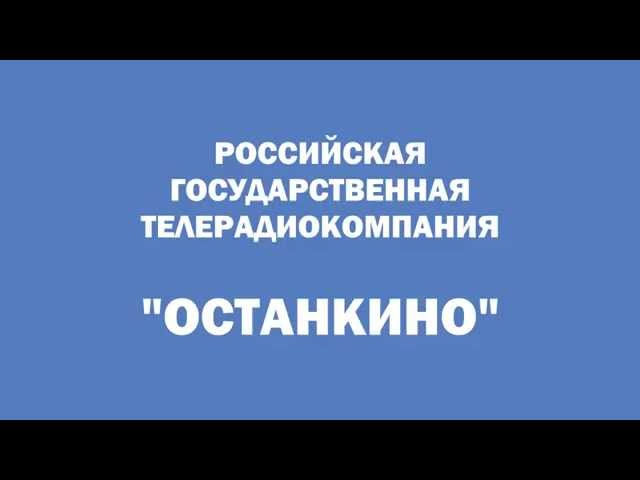 РОССИЙСКАЯ
ГОСУДАРСТВЕННАЯ
ТЕЛЕРАДИОКОМПАНИЯ
"ОСТАНКИНО"